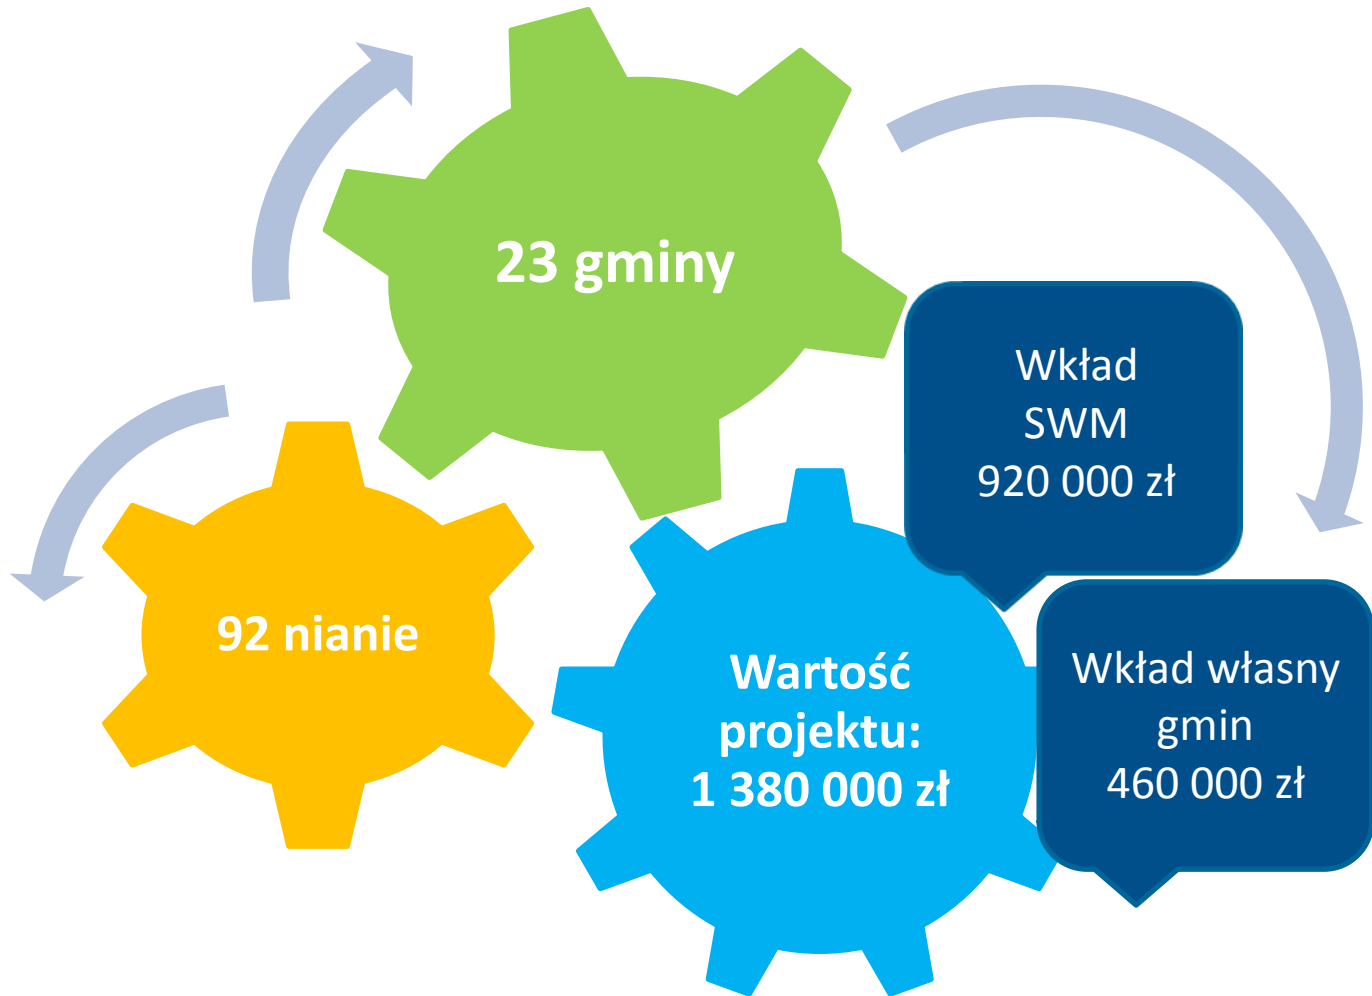 23 gminy
Wkład
SWM
920 000 zł
92 nianie
Wartość
projektu:
1 380 000 zł
Wkład własny
gmin
460 000 zł